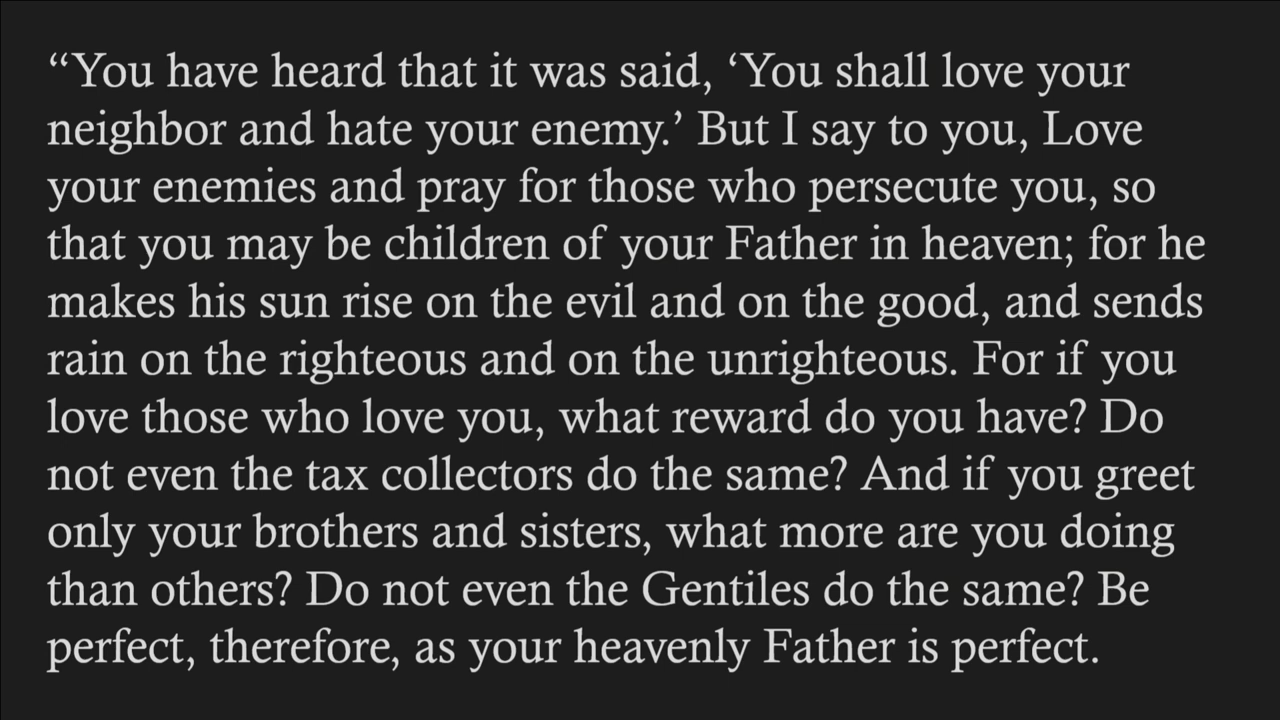 “You have heard that it was said, ‘You shall love your
neighbor and hate your enemy.’ But I say to you, Love
your enemies and pray for those who persecute you, so
that you may be children of your Father in heaven; for he
makes his sun rise on the evil and on the good, and sends
rain on the righteous and on the unrighteous. For if you
love those who love you, what reward do you have? Do
not even the tax collectors do the same? And if you greet
only your brothers and sisters, what more are you doing
than others? Do not even the Gentiles do the same? Be
perfect, therefore, as your heavenly Father is perfect.